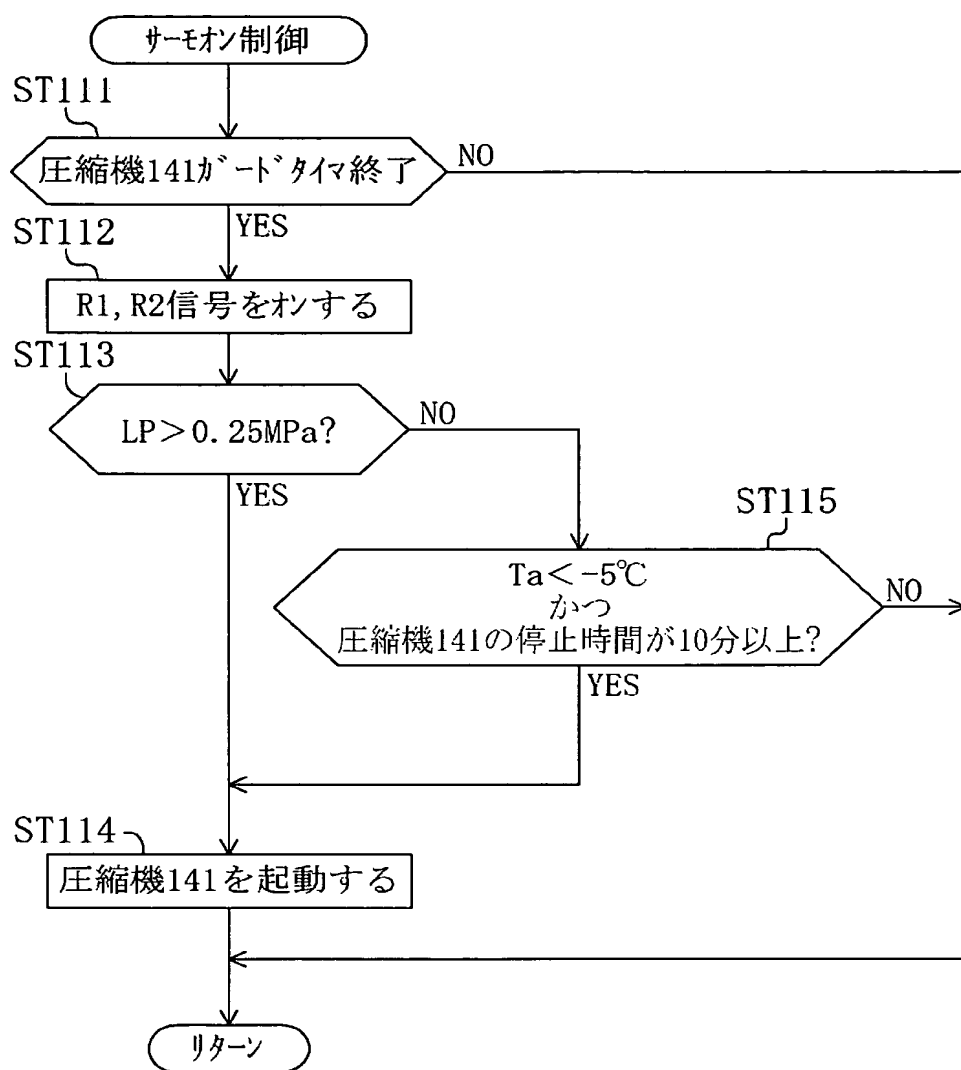 サーモオン制御
ST111
圧縮機141ガードタイマ終了
NO
YES
ST112
R1,R2信号をオンする
ST113
LP>0.25MPa?
NO
YES
ST115
Ta<-5℃
かつ
圧縮機141の停止時間が10分以上?
NO
YES
ST114
圧縮機141を起動する
リターン